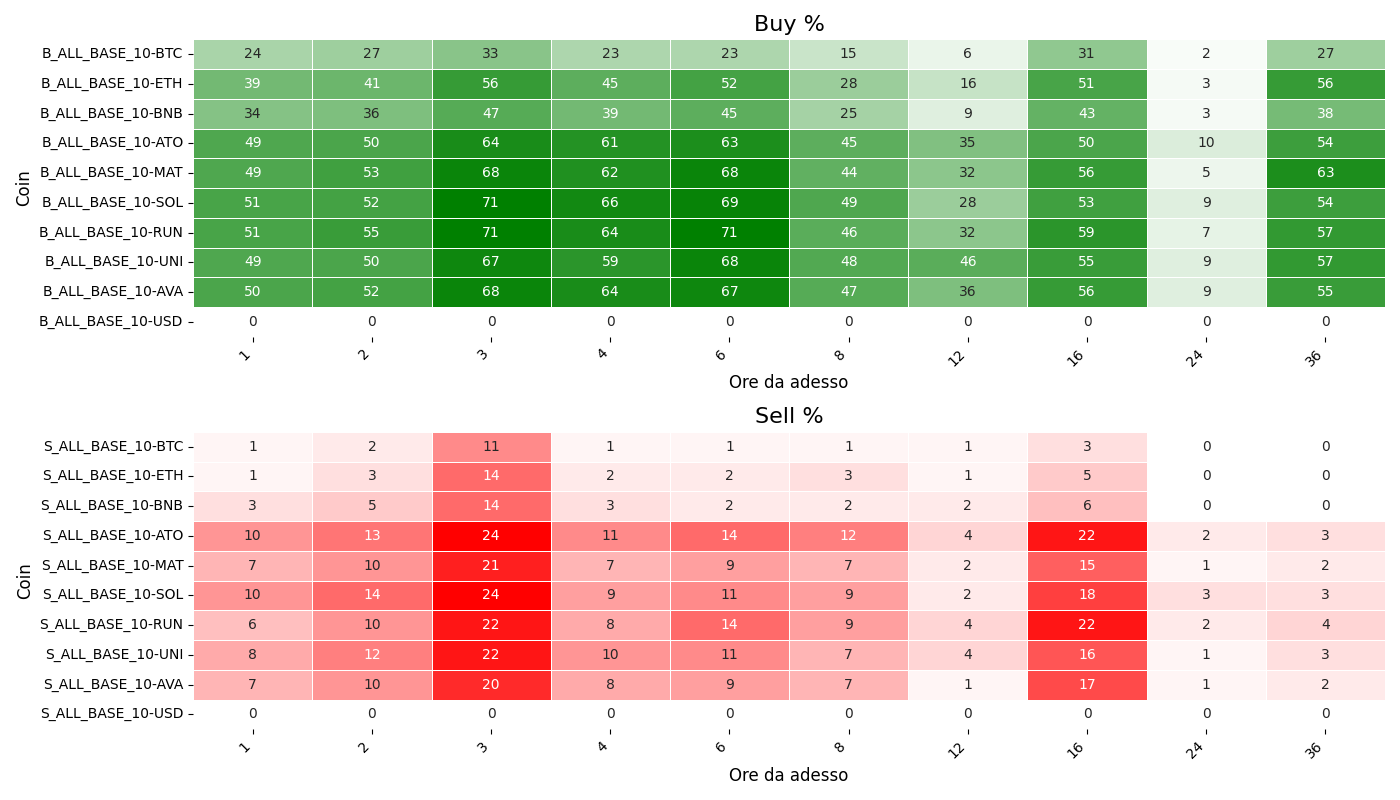 Buy %
Coin
B_ALL_BASE_10-BTC 24 27 33 23 23 15 6 31 2 27
B_ALL_BASE_10-ETH 39 41 56 45 52 28 16 51 3 56
B_ALL_BASE_10-BNB 34 36 47 39 45 25 9 43 3 38
B_ALL_BASE_10-ATO 49 50 64 61 63 45 35 50 10 54
B_ALL_BASE_10-MAT 49 53 68 62 68 44 32 56 5 63
B_ALL_BASE_10-SOL 51 52 71 66 69 49 28 53 9 54
B_ALL_BASE_10-RUN 51 55 71 64 71 46 32 59 7 57
B_ALL_BASE_10-UNI 49 50 67 59 68 48 46 55 9 57
B_ALL_BASE_10-AVA 50 52 68 64 67 47 36 56 9 55
B_ALL_BASE_10-USD 0 0 0 0 0 0 0 0 0 0
1 2 3 4 6 8 12 16 24 36
Ore da adesso
Sell %
Coin
S_ALL_BASE_10-BTC 1 2 11 1 1 1 1 3 0 0
S_ALL_BASE_10-ETH 1 3 14 2 2 3 1 5 0 0
S_ALL_BASE_10-BNB 3 5 14 3 2 2 2 6 0 0
S_ALL_BASE_10-ATO 10 13 24 11 14 12 4 22 2 3
S_ALL_BASE_10-MAT 7 10 21 7 9 7 2 15 1 2
S_ALL_BASE_10-SOL 10 14 24 9 11 9 2 18 3 3
S_ALL_BASE_10-RUN 6 10 22 8 14 9 4 22 2 4
S_ALL_BASE_10-UNI 8 12 22 10 11 7 4 16 1 3
S_ALL_BASE_10-AVA 7 10 20 8 9 7 1 17 1 2
S_ALL_BASE_10-USD 0 0 0 0 0 0 0 0 0 0
1 2 3 4 6 8 12 16 24 36
Ore da adesso